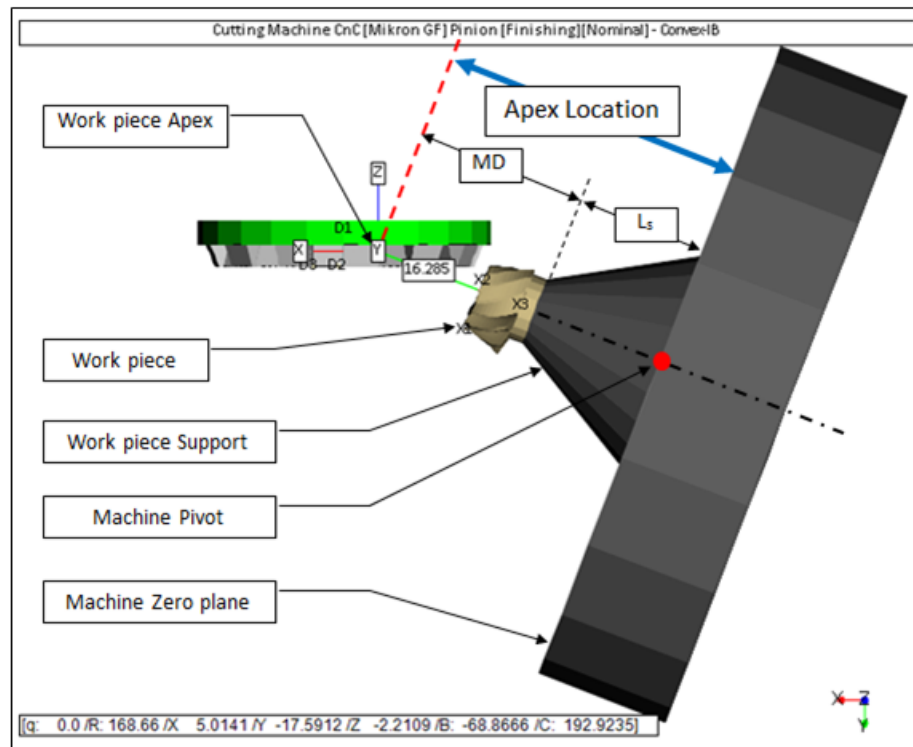 Cutting Machine CnC [Mikron GF] Pinion [Finishing][Nominal] - Convex-IB
Work piece Apex
Apex Location
MD
Z
Ls
D1
X
Y
D3 D2
16.285
X2
X3
Work piece
Work piece Support
Machine Pivot
Machine Zero plane
X Z
Y
[q: 0.0 /R: 168.66 /X 5.0141 /Y -17.5912 /Z -2.2109 /B: -68.8666 /C: 192.9235]